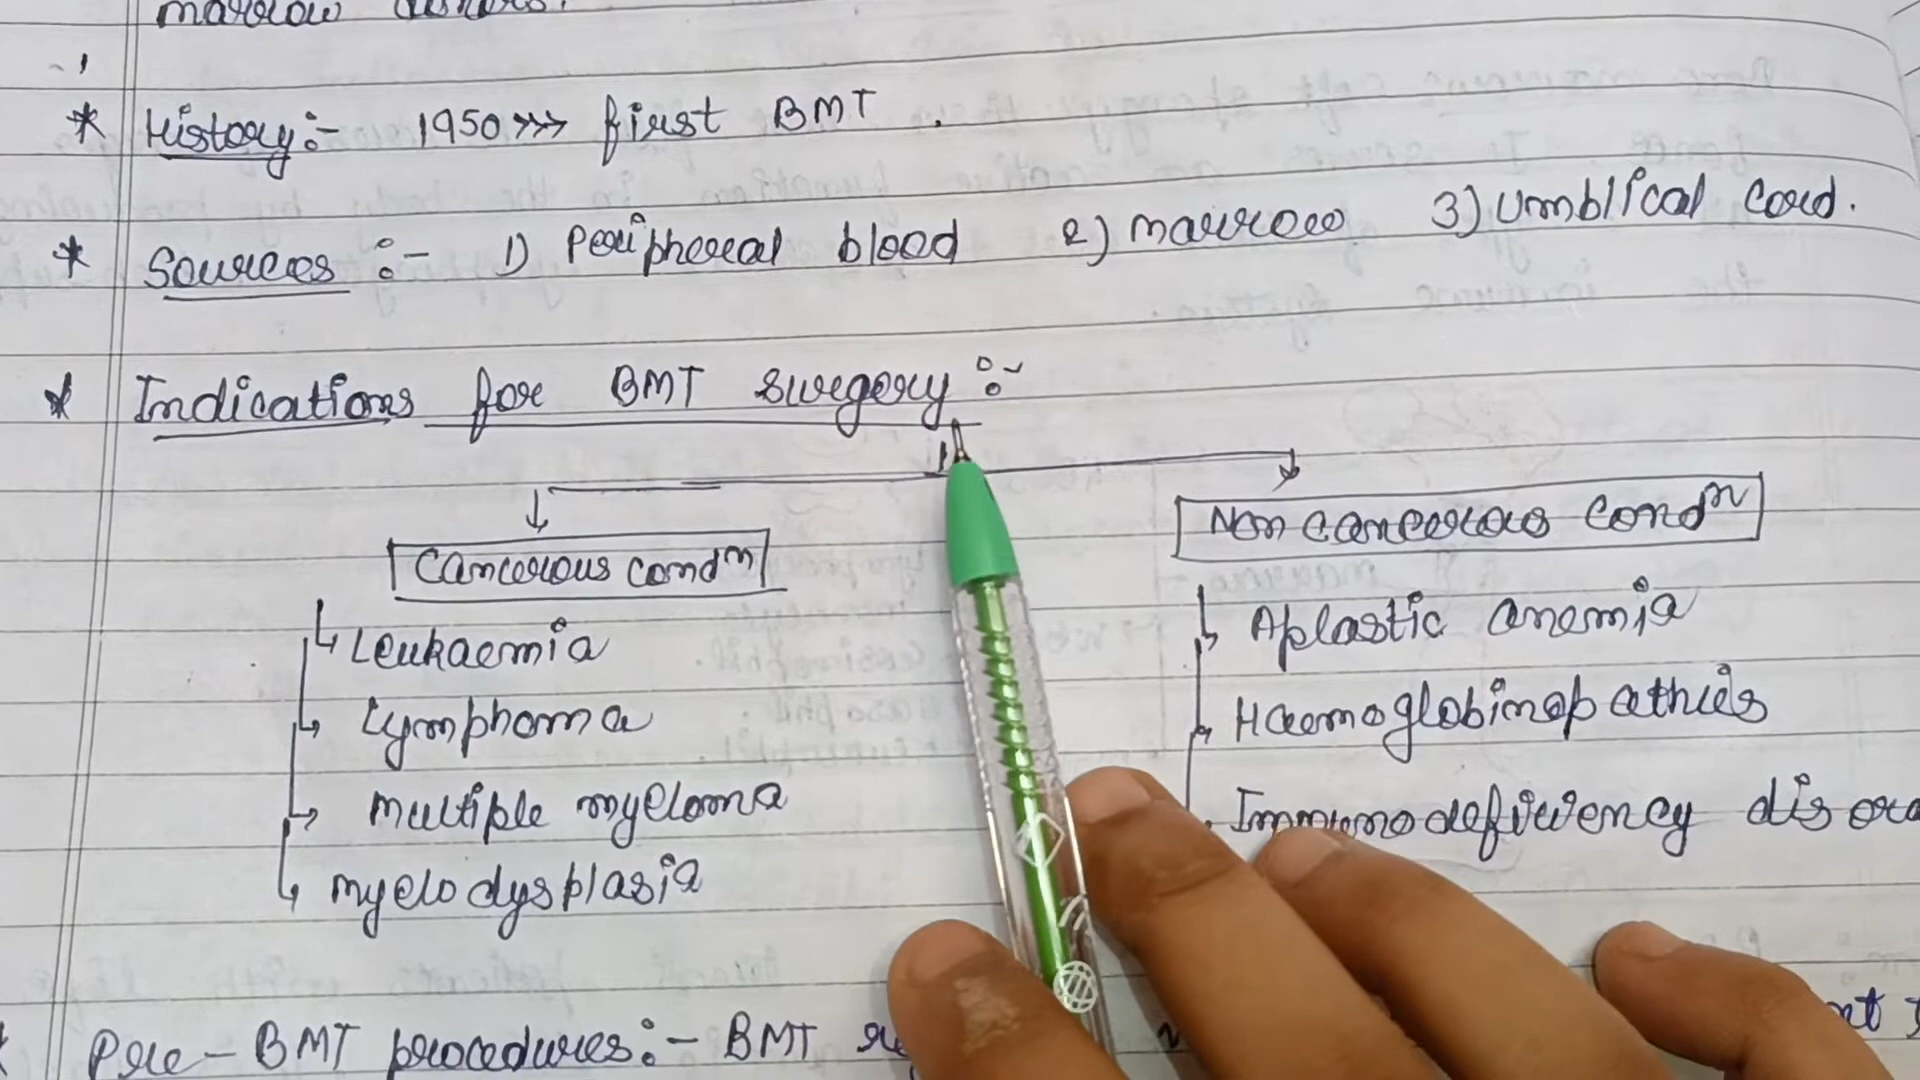 marrow
* History:- 1950 >>> first BMT.
* Sources:- 1) Peripheral blood 2) marrow 3) Umblical cord.
* Indications for BMT surgery:-
Cancerous condn
Non cancerous condn
Leukaemia
Aplastic anemia
Lymphoma
Haemoglobinopathies
Multiple myeloma
Immunodeficiency
Myelodysplasia
* Pre-BMT procedures:- BMT